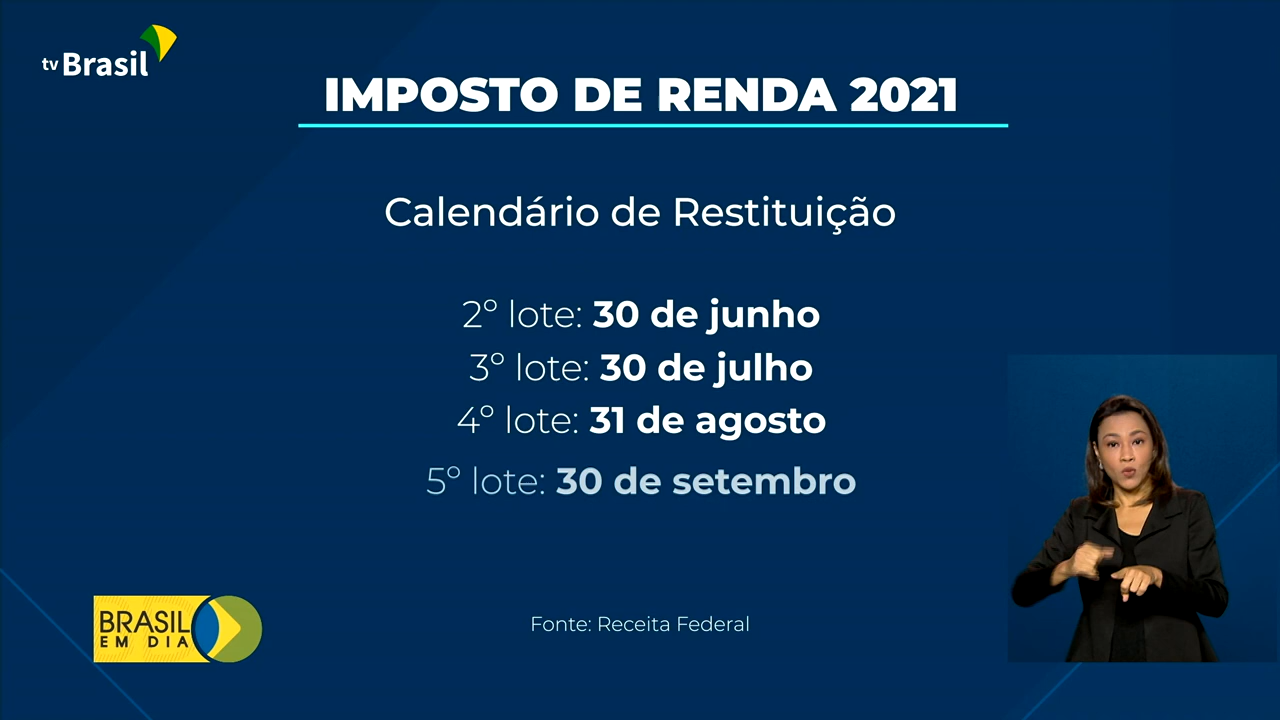 tv Brasil
IMPOSTO DE RENDA 2021
Calendário de Restituição
2º lote: 30 de junho
3º lote: 30 de julho
4º lote: 31 de agosto
5º lote: 30 de setembro
BRASIL
EM DIA
Fonte: Receita Federal